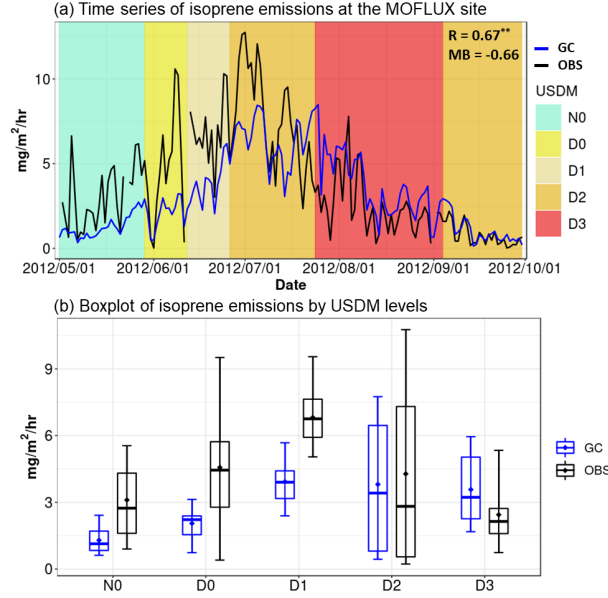 (a) Time series of isoprene emissions at the MOFLUX site
R = 0.67**
MB = -0.66
GC
OBS
USDM
N0
D0
D1
D2
D3
mg/m²/hr
10
5
0
2012/05/01 2012/06/01 2012/07/01 2012/08/01 2012/09/01 2012/10/01
Date
(b) Boxplot of isoprene emissions by USDM levels
mg/m²/hr
9
6
3
0
N0 D0 D1 D2 D3
GC
OBS